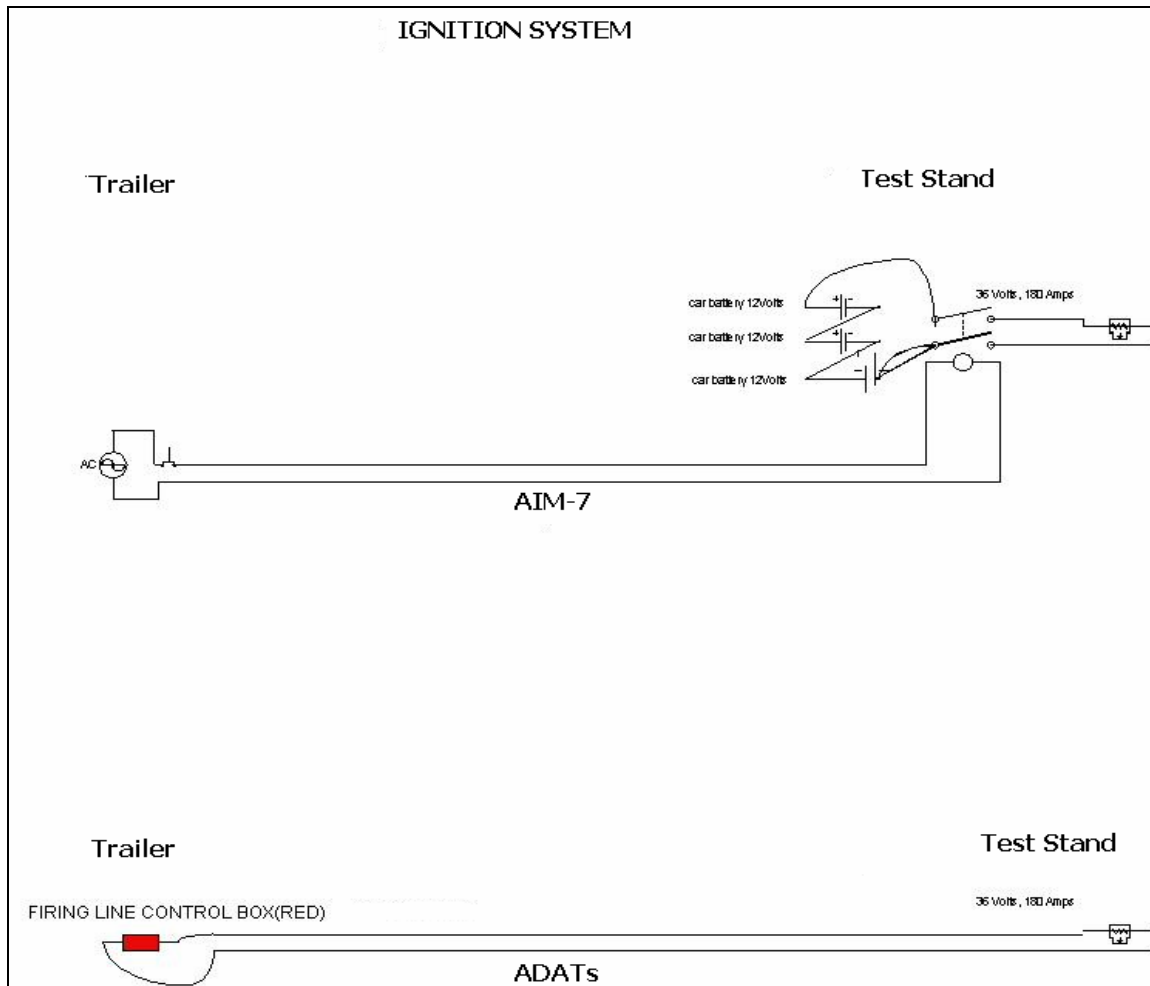 IGNITION SYSTEM
Trailer
Test Stand
car battery 12Volts
36 Volts, 180 Amps
car battery 12Volts
car battery 12Volts
AC
AIM-7
Trailer
Test Stand
36 Volts, 180 Amps
FIRING LINE CONTROL BOX(RED)
ADATs